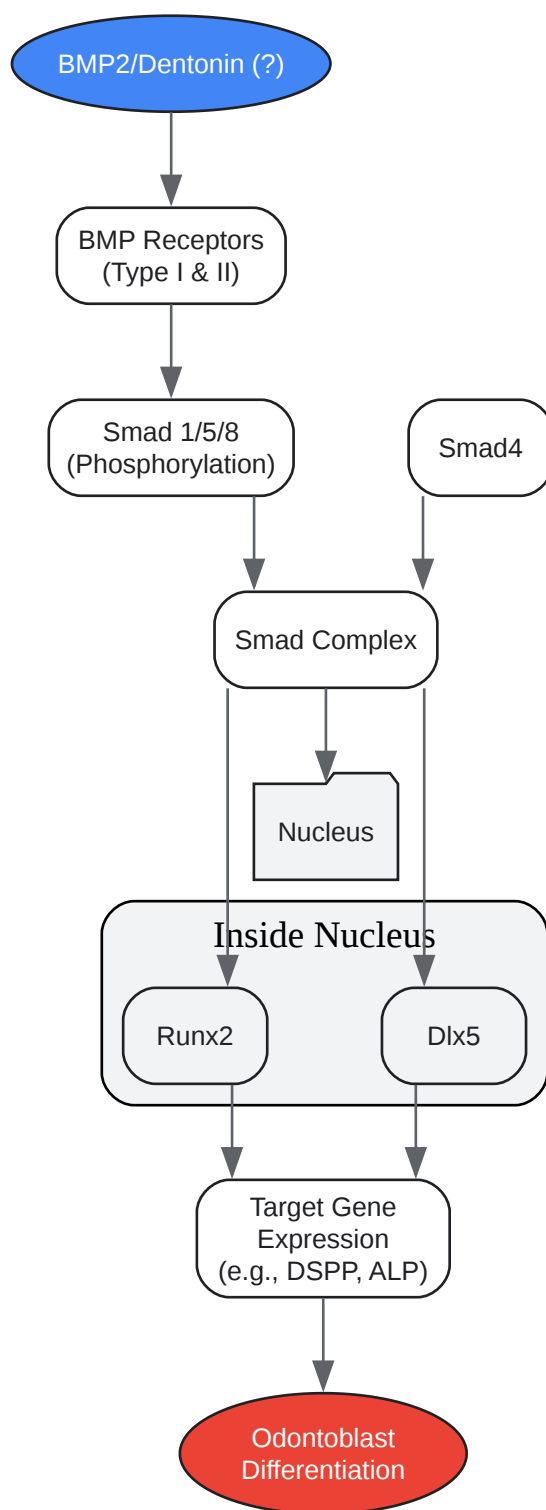 BMP2/Dentonin (?)
BMP Receptors
(Type I & II)
Smad 1/5/8
(Phosphorylation)
Smad4
Smad Complex
Nucleus
Inside Nucleus
Runx2
Dlx5
Target Gene
Expression
(e.g., DSPP, ALP)
Odontoblast
Differentiation